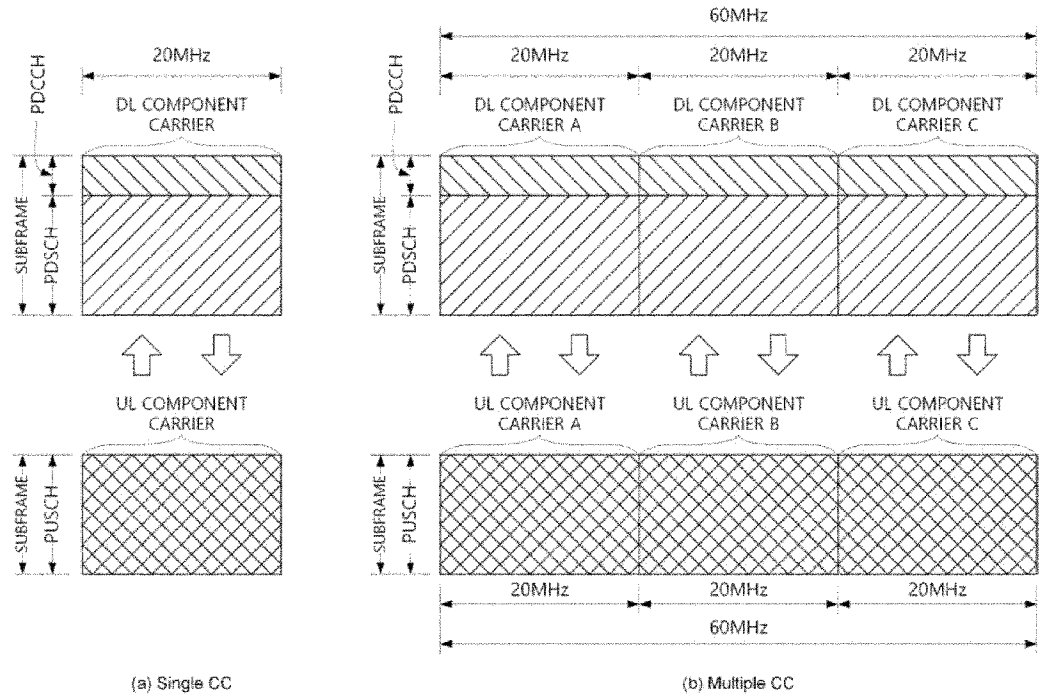 60MHz
20MHz
20MHz
20MHz
20MHz
PDCCH
DL COMPONENT
CARRIER
DL COMPONENT
CARRIER A
DL COMPONENT
CARRIER B
DL COMPONENT
CARRIER C
SUBFRAME
PDSCH
PDCCH
SUBFRAME
PDSCH
UL COMPONENT
CARRIER
UL COMPONENT
CARRIER A
UL COMPONENT
CARRIER B
UL COMPONENT
CARRIER C
SUBFRAME
PUSCH
SUBFRAME
PUSCH
20MHz
20MHz
20MHz
60MHz
(a) Single CC
(b) Multiple CC